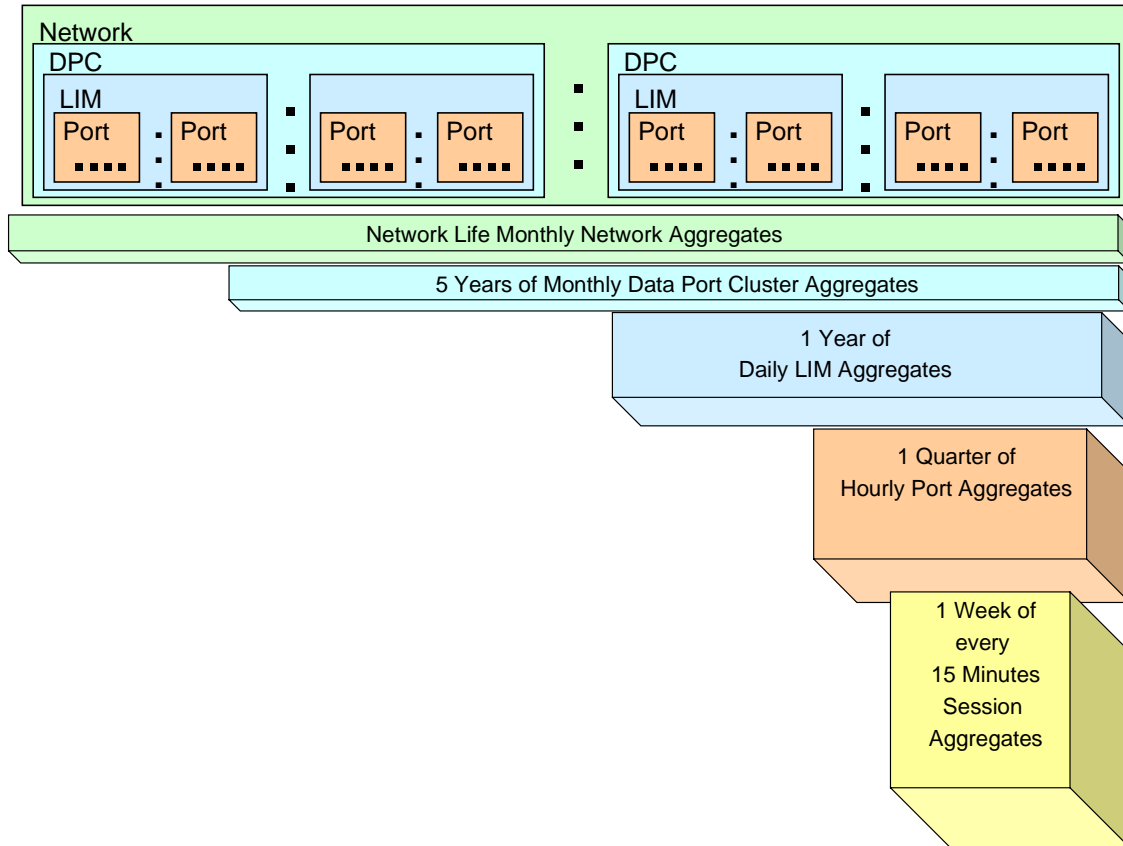 Network
DPC
DPC
LIM
LIM
Port
Port
Port
Port
Port
Port
Port
Port
Network Life Monthly Network Aggregates
5 Years of Monthly Data Port Cluster Aggregates
1 Year of
Daily LIM Aggregates
1 Quarter of
Hourly Port Aggregates
1 Week of
every
15 Minutes
Session
Aggregates